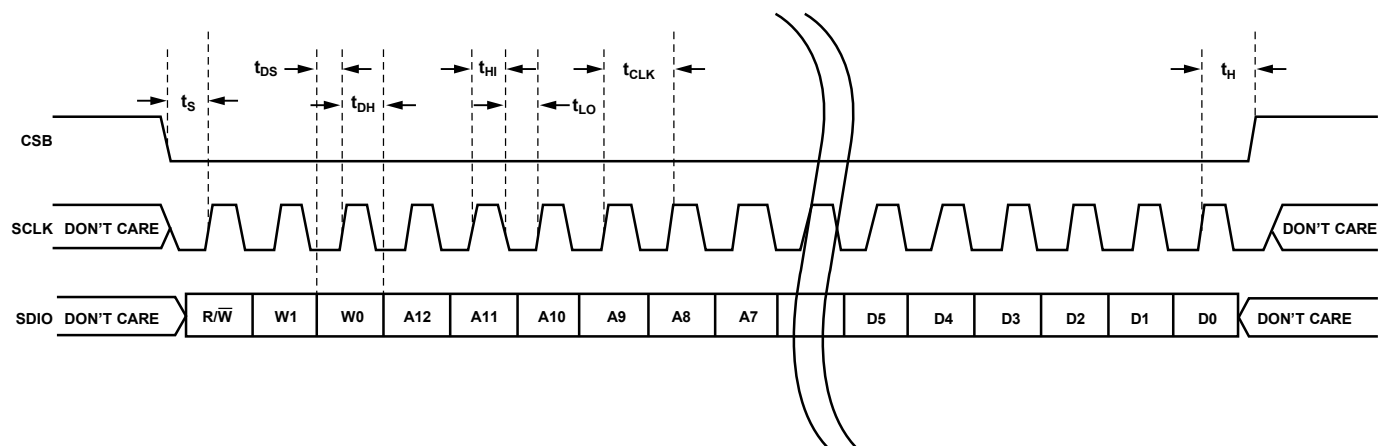 tDS
tHI
tCLK
tH
tS
tDH
tLO
CSB
SCLK DON'T CARE
DON'T CARE
SDIO DON'T CARE R/W̅ W1 W0 A12 A11 A10 A9 A8 A7 D5 D4 D3 D2 D1 D0 DON'T CARE